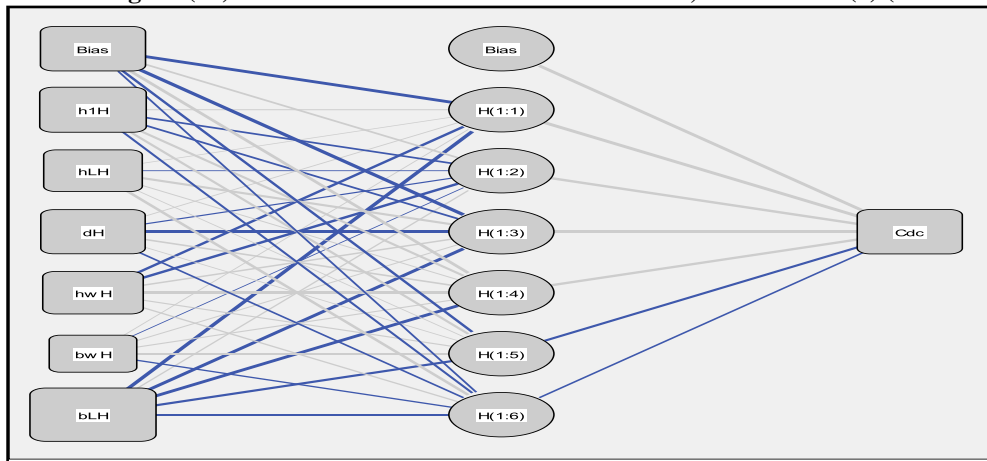 Bias
h1H
hLH
dH
hw H
bw H
bLH
Bias
H(1:1)
H(1:2)
H(1:3)
H(1:4)
H(1:5)
H(1:6)
Cdc